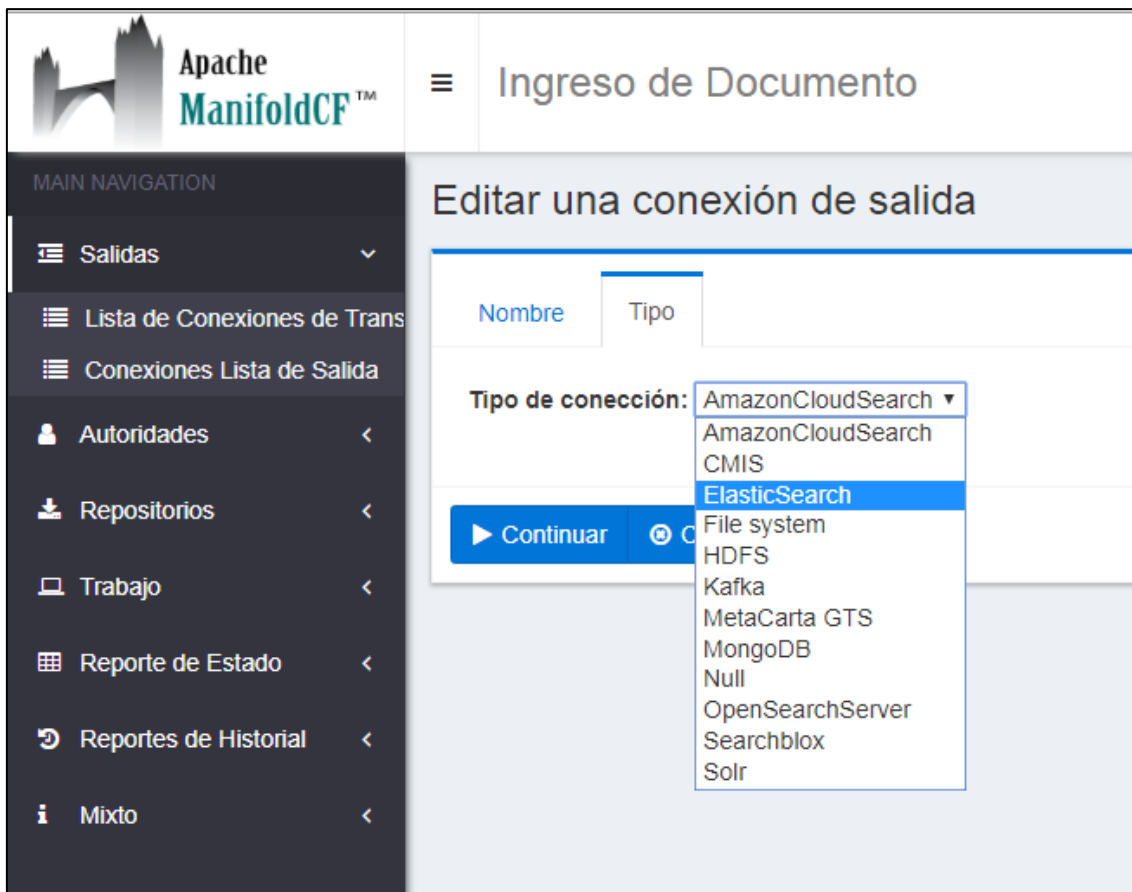 Apache
ManifoldCF™
Ingreso de Documento
MAIN NAVIGATION
Salidas
Lista de Conexiones de Trans
Conexiones Lista de Salida
Autoridades
Repositorios
Trabajo
Reporte de Estado
Reportes de Historial
Mixto
Editar una conexión de salida
Nombre
Tipo
Tipo de conección: AmazonCloudSearch
AmazonCloudSearch
CMIS
ElasticSearch
File system
HDFS
Kafka
MetaCarta GTS
MongoDB
Null
OpenSearchServer
Searchblox
Solr
Continuar
C